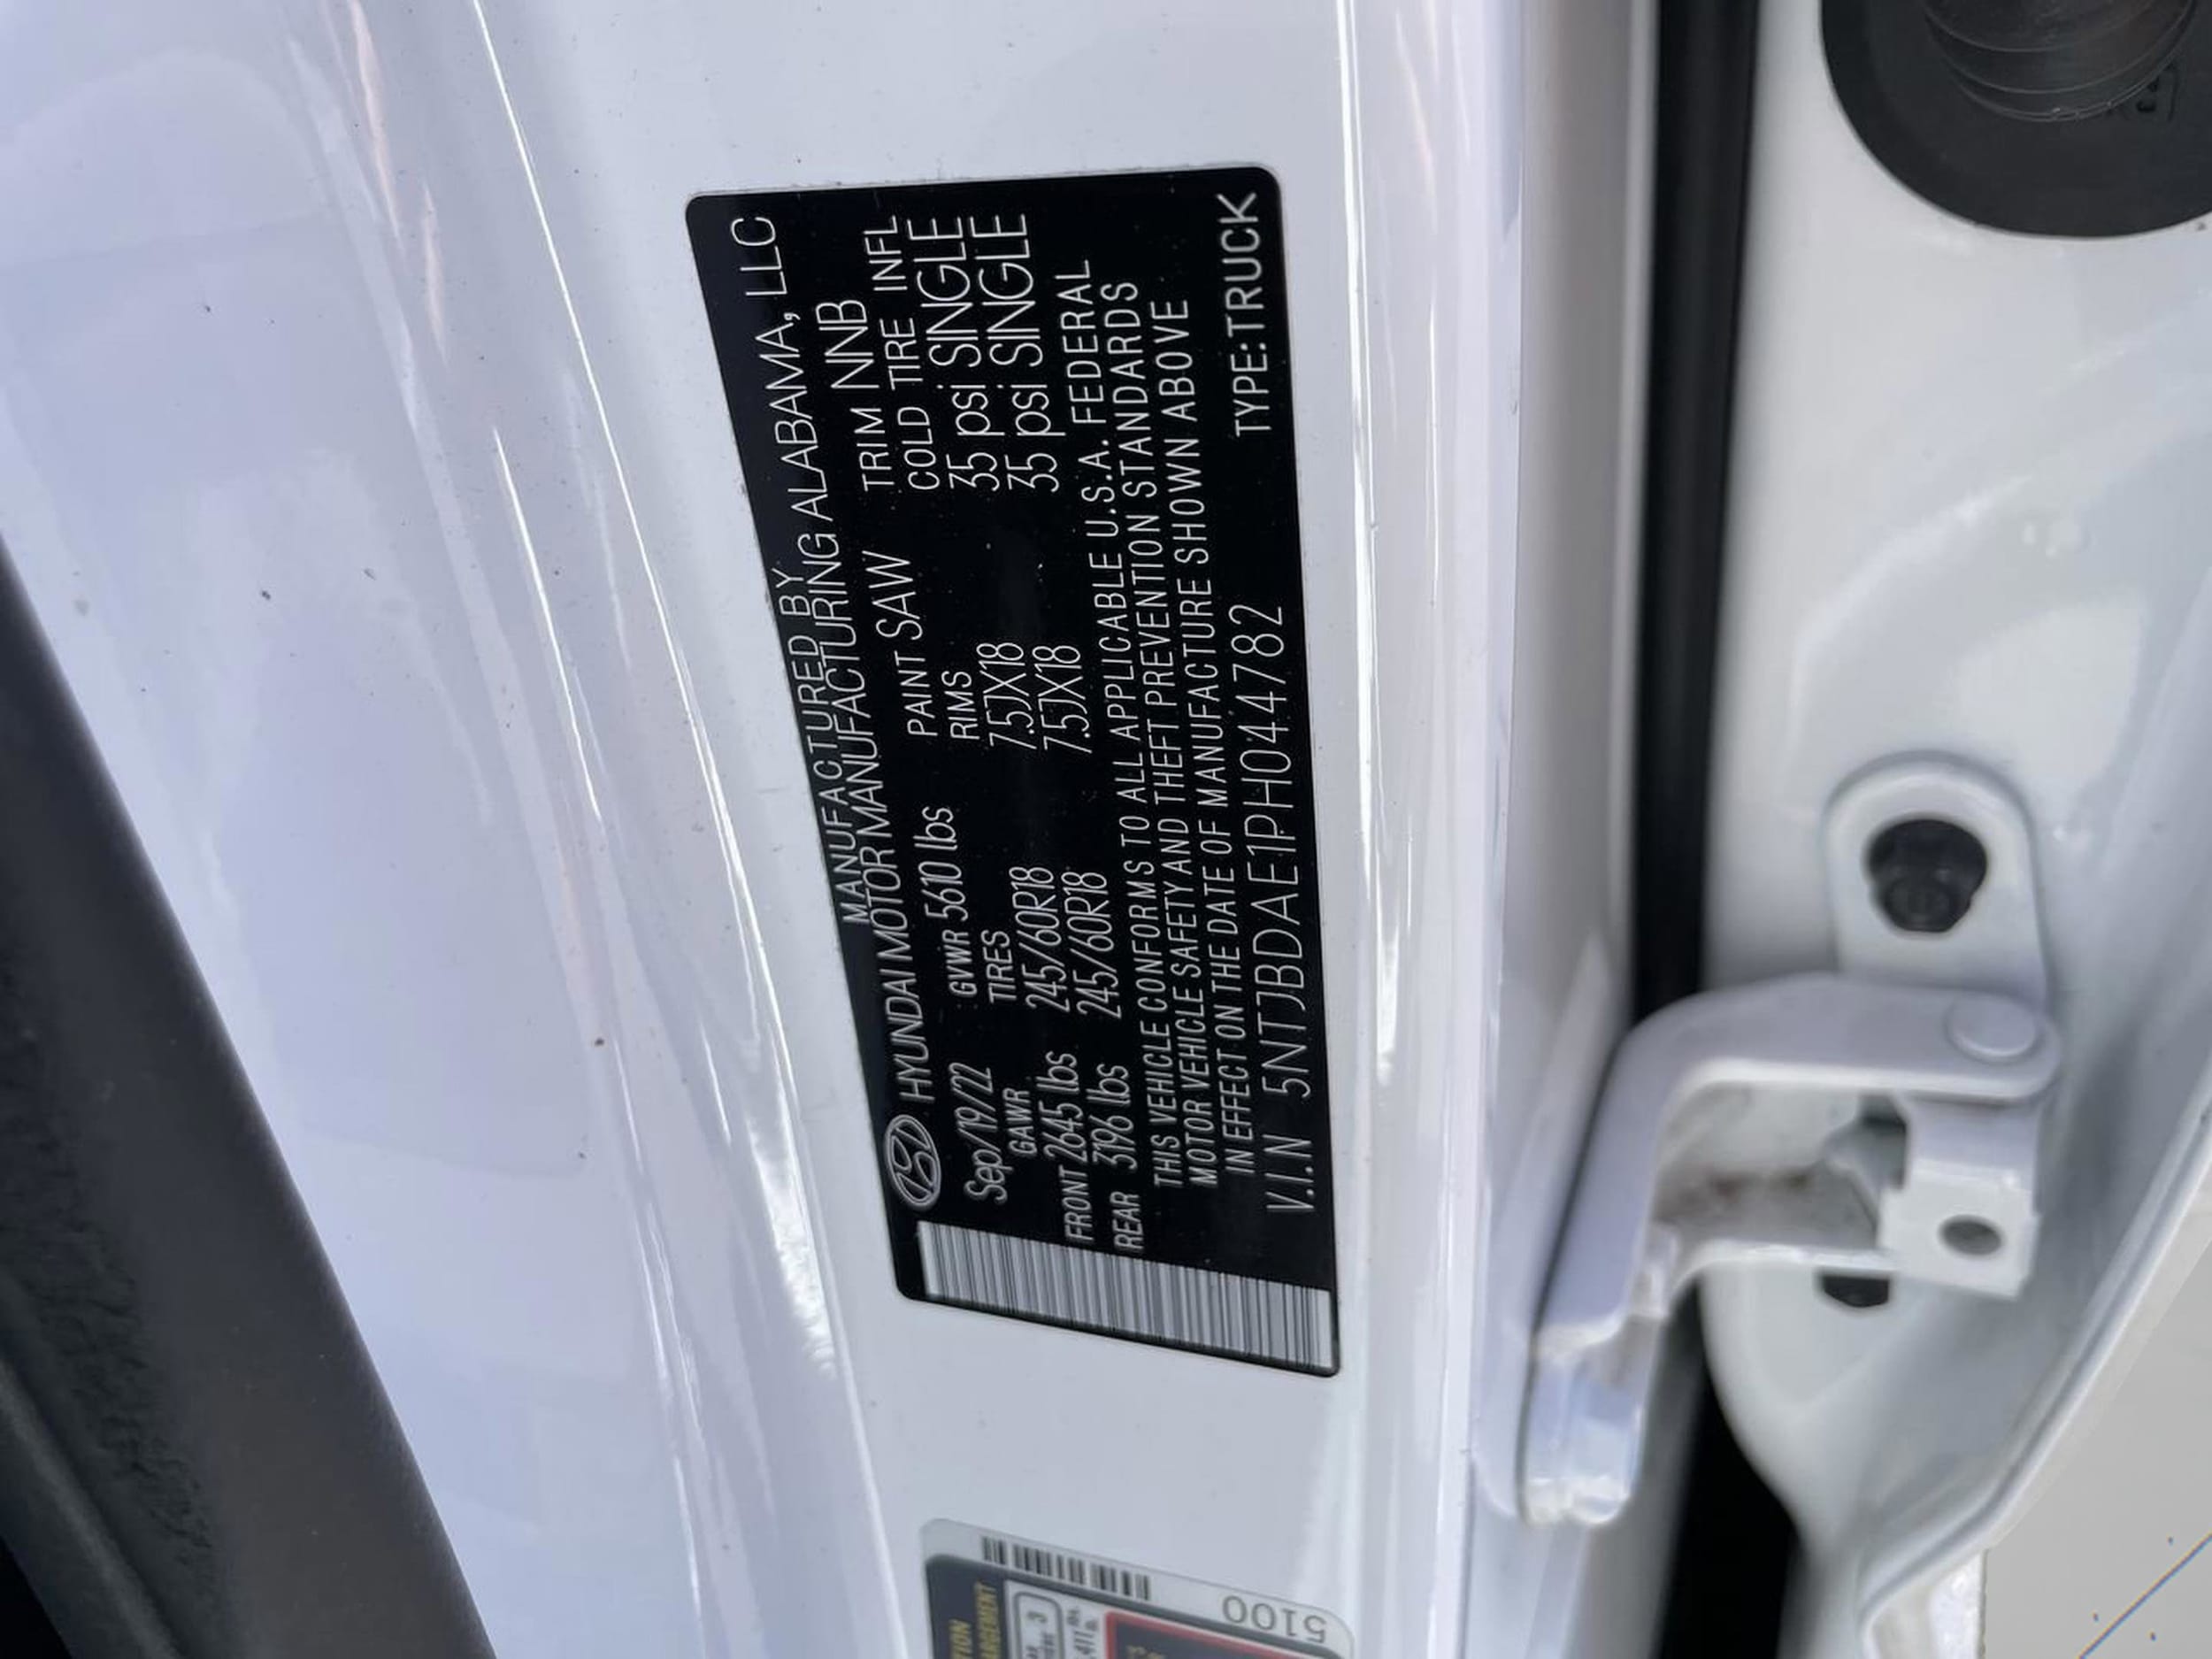 MANUFACTURED BY
HYUNDAI MOTOR MANUFACTURING ALABAMA, LLC
Sep/19/22 GVWR 5610 lbs PAINT SAW TRIM NNB
GAWR TIRES RIMS COLD TIRE INFL
FRONT 2645 lbs 245/60R18 7.5JX18 35 psi SINGLE
REAR 3196 lbs 245/60R18 7.5JX18 35 psi SINGLE
THIS VEHICLE CONFORMS TO ALL APPLICABLE U.S.A. FEDERAL
MOTOR VEHICLE SAFETY AND THEFT PREVENTION STANDARDS
IN EFFECT ON THE DATE OF MANUFACTURE SHOWN ABOVE
V.I.N 5NTJBDAE1PH044782 TYPE:TRUCK
5100
3